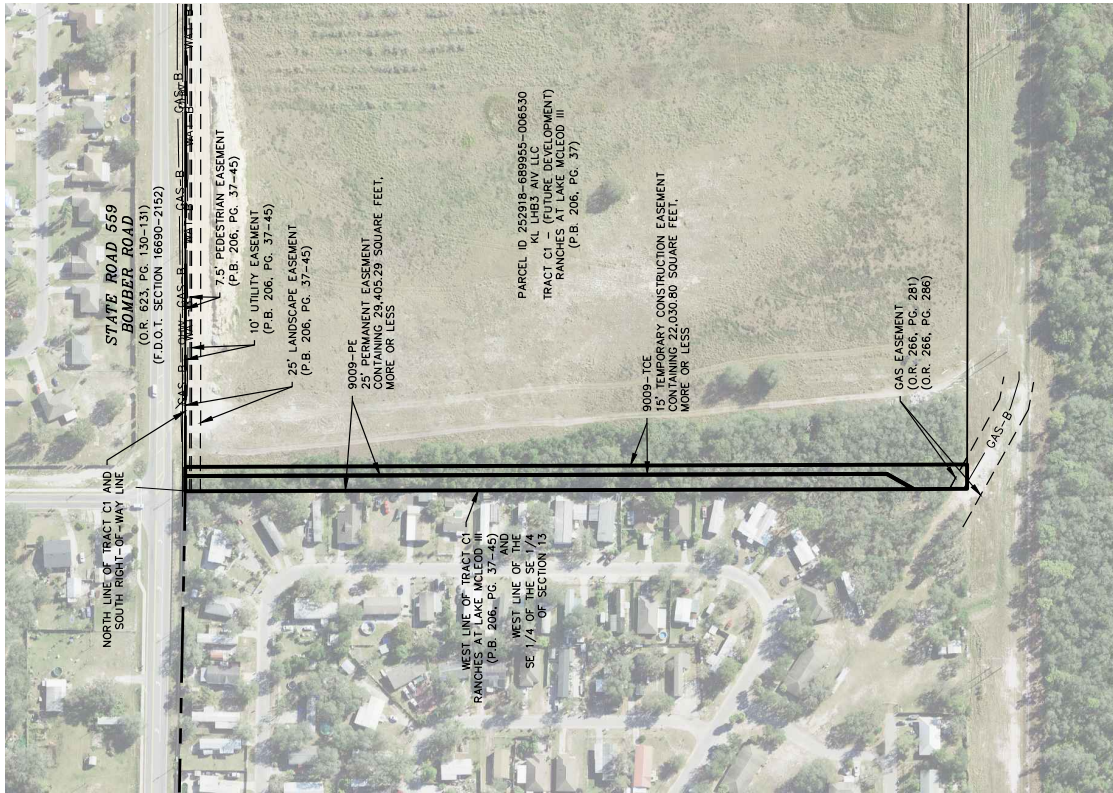 STATE ROAD 559
BOMBER ROAD
(O.R. 623, PG. 130-131)
(F.D.O.T. SECTION 16690-2152)
NORTH LINE OF TRACT C1 AND
SOUTH RIGHT-OF-WAY LINE
7.5' PEDESTRIAN EASEMENT
(P.B. 206, PG. 37-45)
10' UTILITY EASEMENT
(P.B. 206, PG. 37-45)
25' LANDSCAPE EASEMENT
(P.B. 206, PG. 37-45)
9009-PE
25' PERMANENT EASEMENT
CONTAINING 29,405.29 SQUARE FEET,
MORE OR LESS
WEST LINE OF TRACT C1
RANCHES AT LAKE MCLEOD III
(P.B. 206, PG. 37-45)
AND
WEST LINE OF THE
SE 1/4 OF THE SE 1/4
OF SECTION 13
PARCEL ID 252918-689955-006530
KL LHB3 AIV LLC
TRACT C1 - (FUTURE DEVELOPMENT)
RANCHES AT LAKE MCLEOD III
(P.B. 206, PG. 37)
9009-TCE
15' TEMPORARY CONSTRUCTION EASEMENT
CONTAINING 22,030.80 SQUARE FEET,
MORE OR LESS
GAS EASEMENT
(O.R. 266, PG. 281)
(O.R. 266, PG. 286)
GAS-B
GAS-B
GAS-B
GAS-B
GAS-B